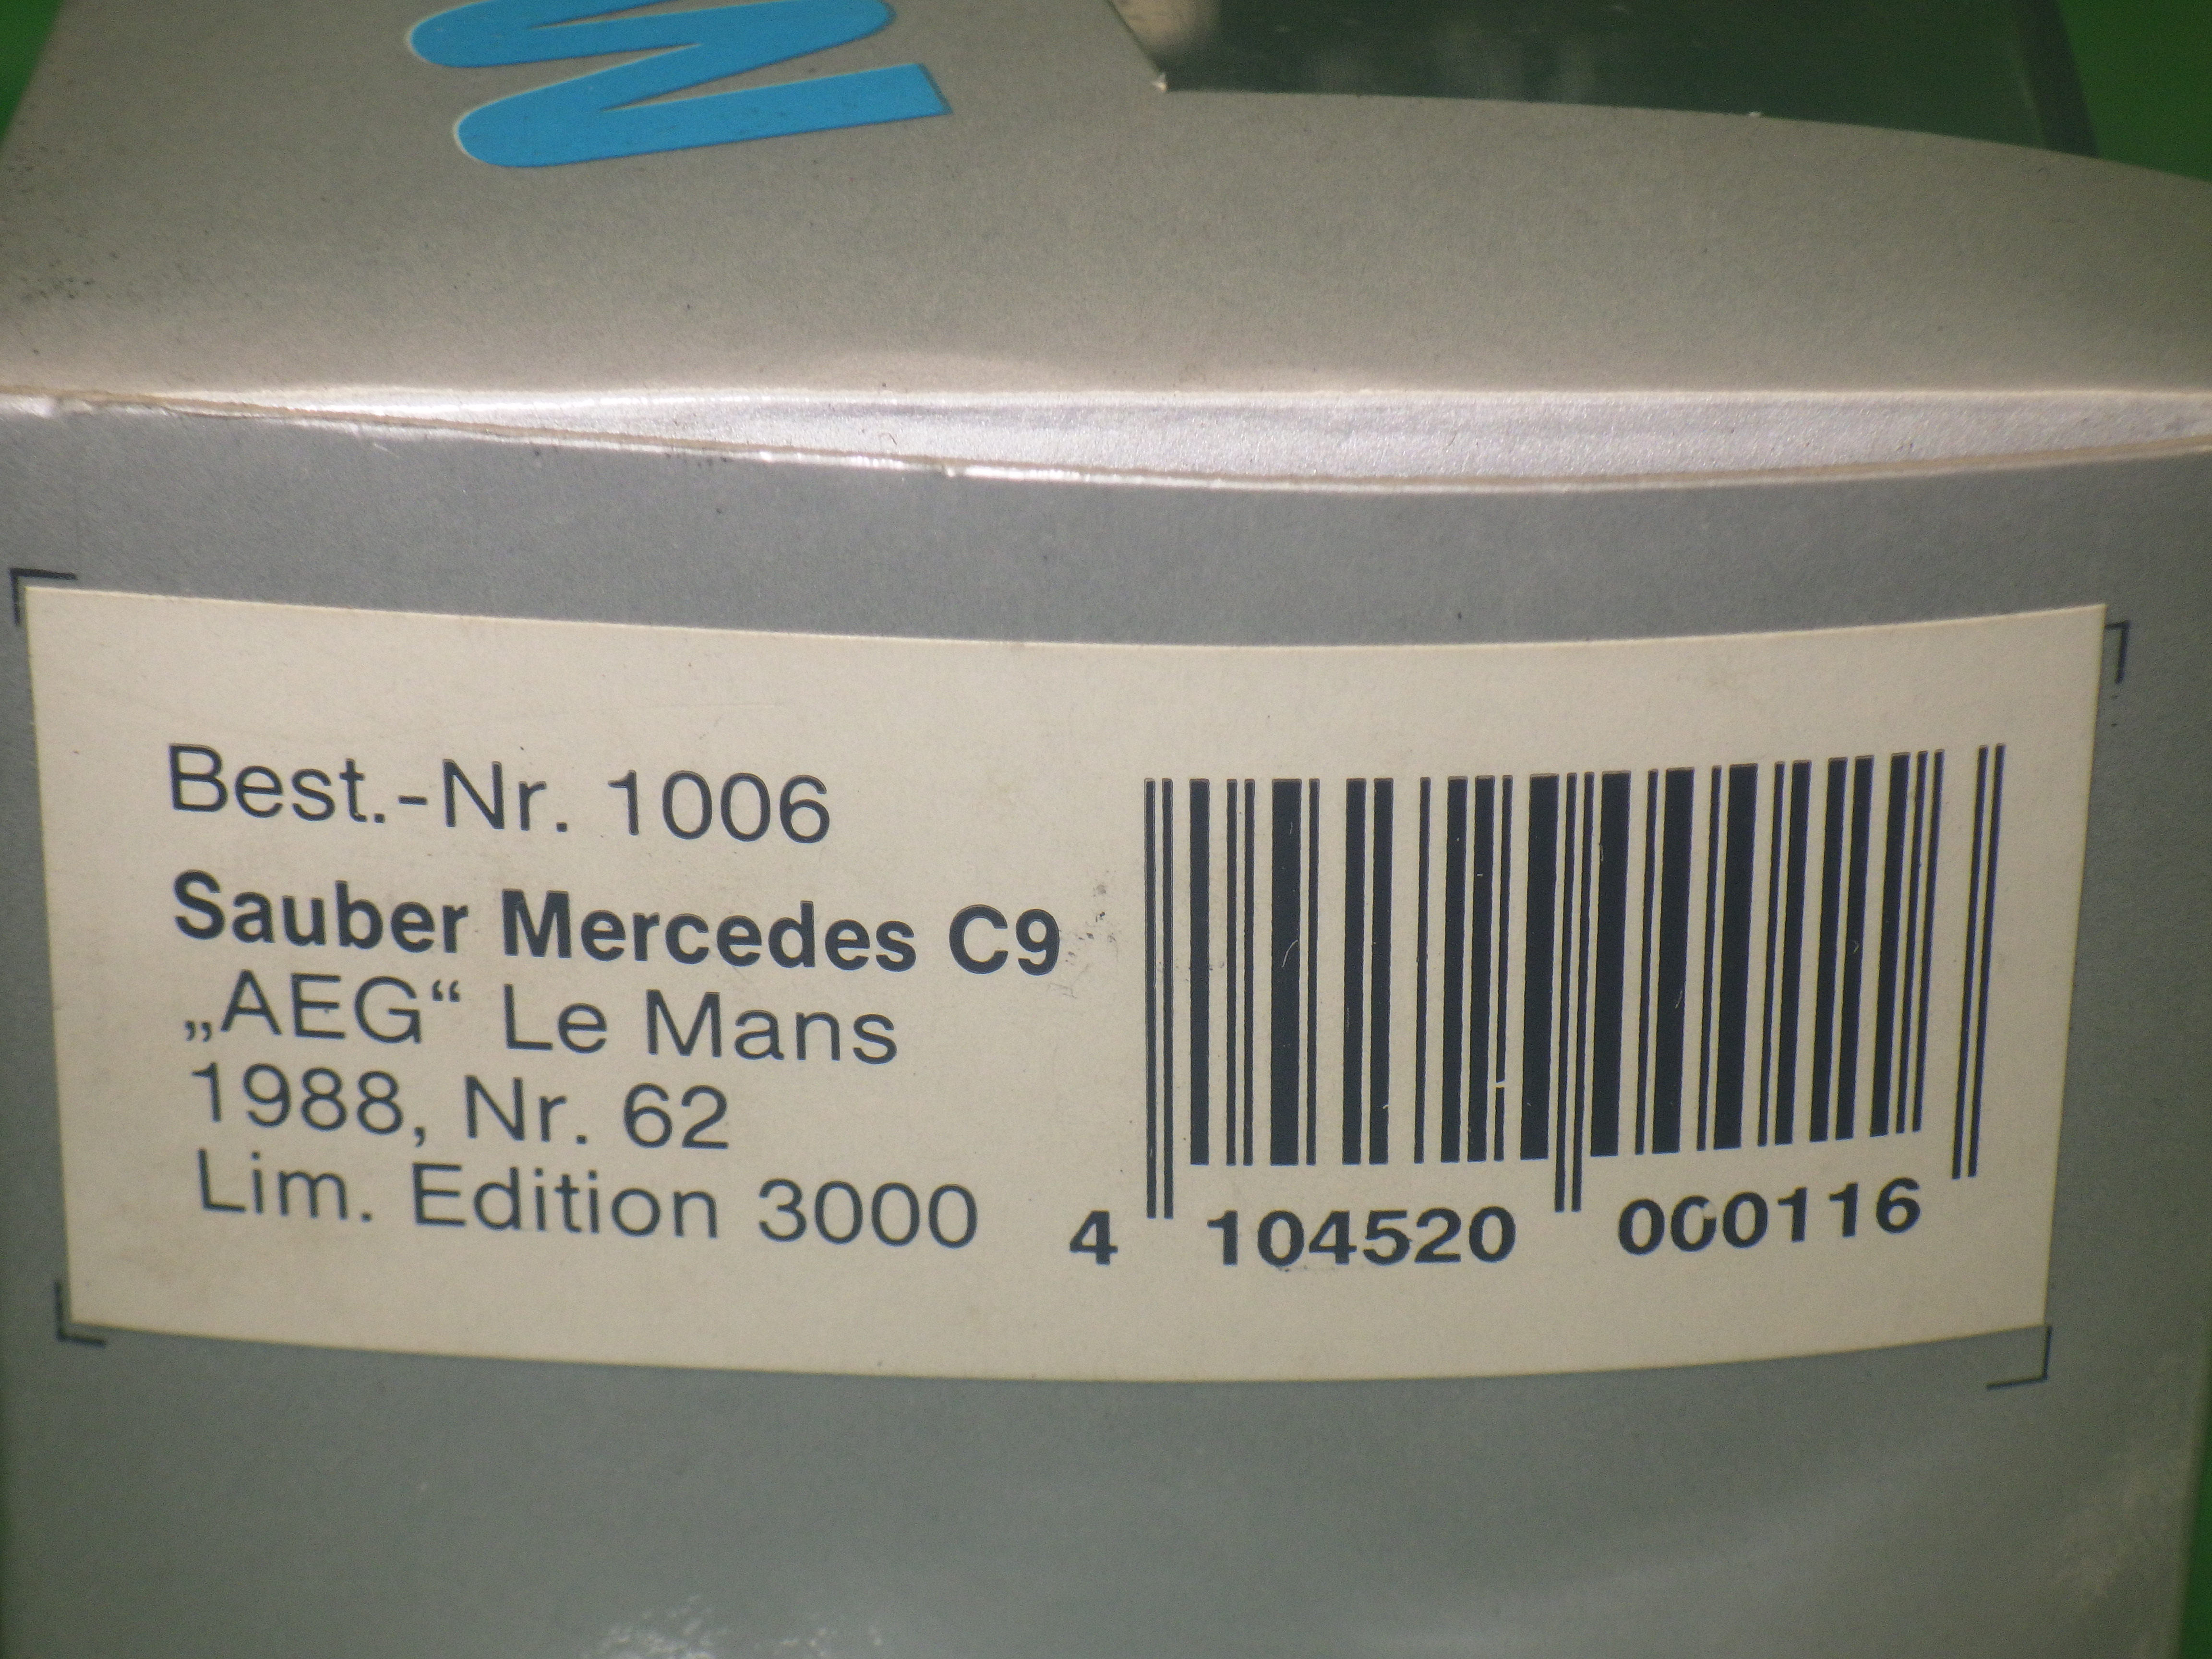 Best.-Nr. 1006
Sauber Mercedes C9
„AEG“ Le Mans
1988, Nr. 62
Lim. Edition 3000
4 104520 000116